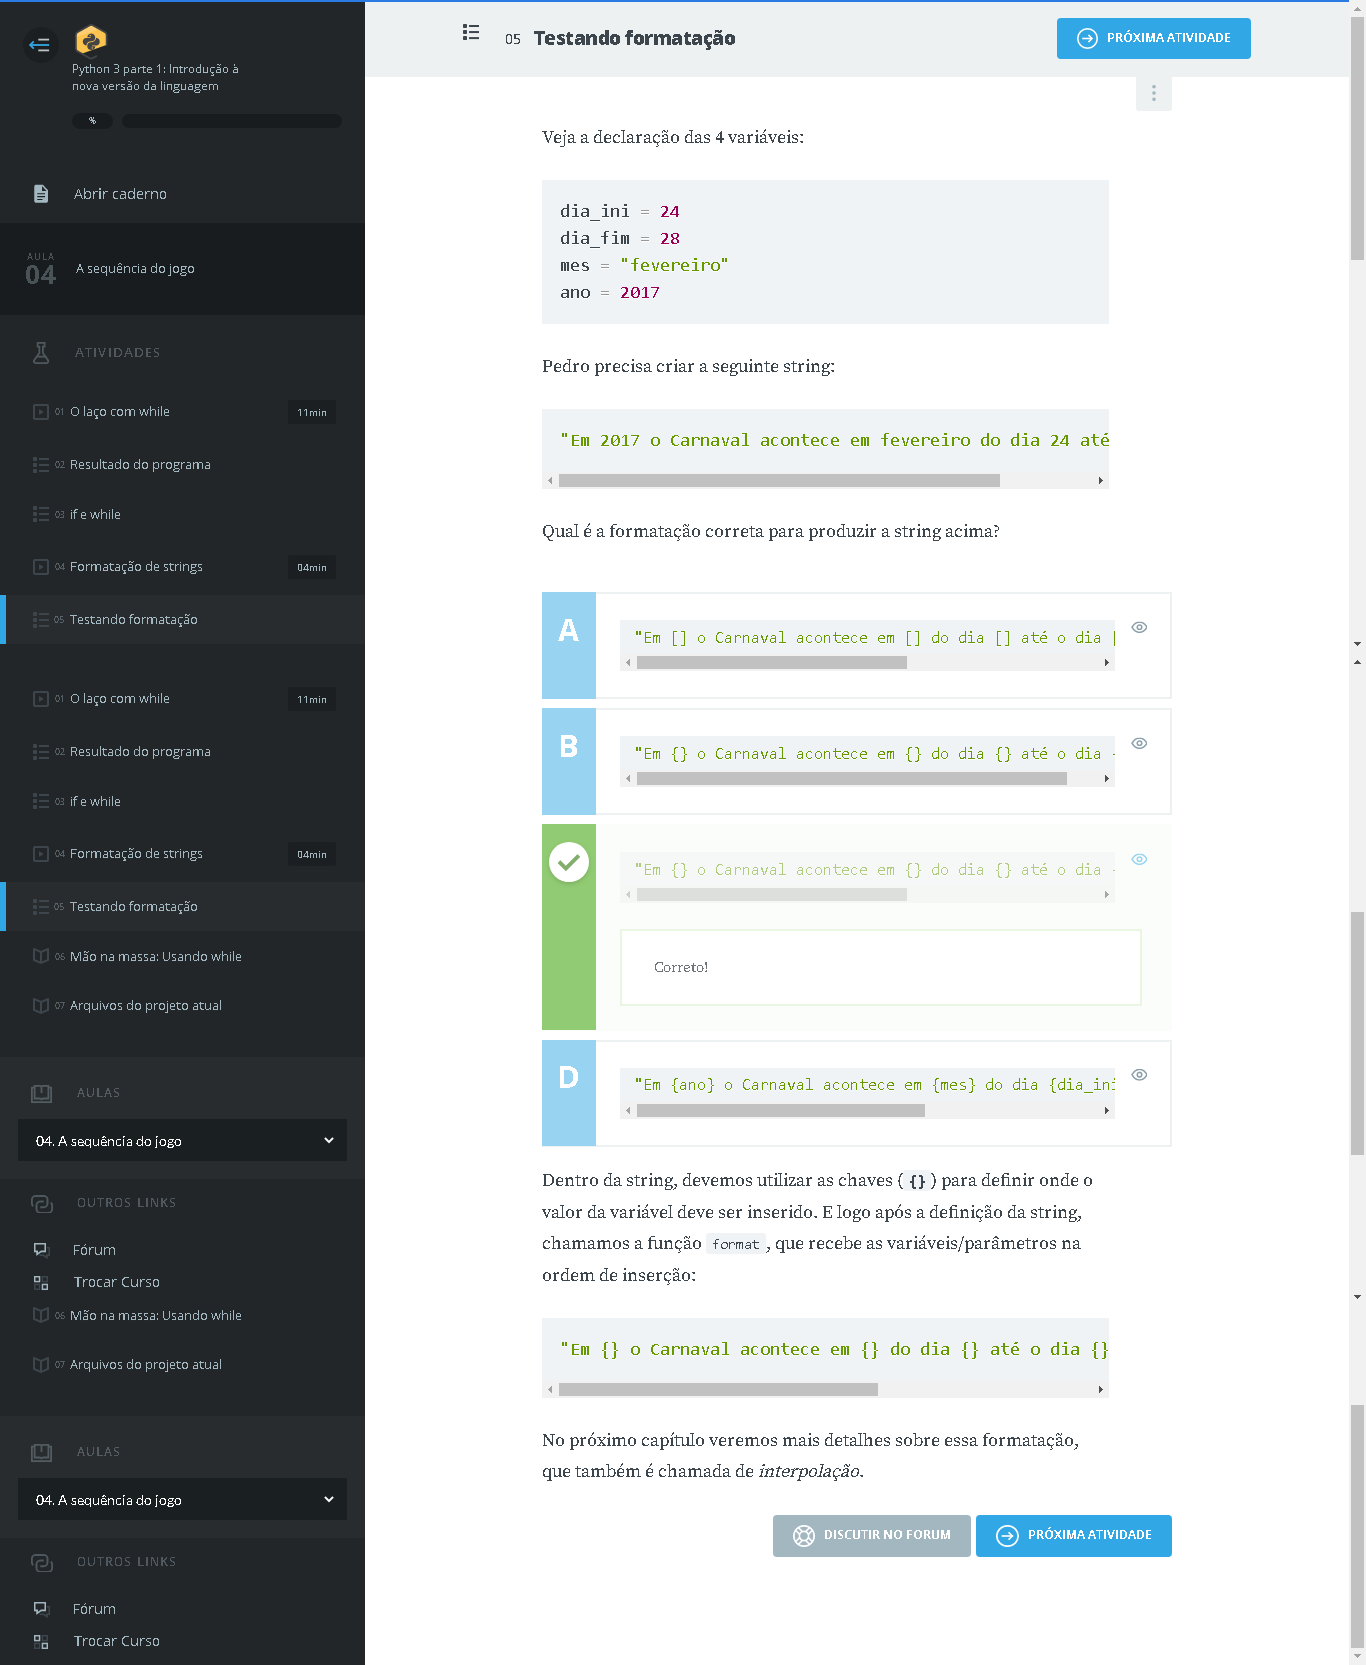 Python 3 parte 1: Introdução à
nova versão da linguagem
%
Abrir caderno
AULA
04
A sequência do jogo
ATIVIDADES
01 O laço com while 11min
02 Resultado do programa
03 if e while
04 Formatação de strings 04min
05 Testando formatação
01 O laço com while 11min
02 Resultado do programa
03 if e while
04 Formatação de strings 04min
05 Testando formatação
06 Mão na massa: Usando while
07 Arquivos do projeto atual
AULAS
04. A sequência do jogo
OUTROS LINKS
Fórum
Trocar Curso
06 Mão na massa: Usando while
07 Arquivos do projeto atual
AULAS
04. A sequência do jogo
OUTROS LINKS
Fórum
Trocar Curso
05 Testando formatação
PRÓXIMA ATIVIDADE
Veja a declaração das 4 variáveis:
dia_ini = 24
dia_fim = 28
mes = "fevereiro"
ano = 2017
Pedro precisa criar a seguinte string:
"Em 2017 o Carnaval acontece em fevereiro do dia 24 até
Qual é a formatação correta para produzir a string acima?
A
"Em [] o Carnaval acontece em [] do dia [] até o dia [
B
"Em {} o Carnaval acontece em {} do dia {} até o dia {
"Em {} o Carnaval acontece em {} do dia {} até o dia {
Correto!
D
"Em {ano} o Carnaval acontece em {mes} do dia {dia_ini
Dentro da string, devemos utilizar as chaves ( {} ) para definir onde o
valor da variável deve ser inserido. E logo após a definição da string,
chamamos a função format , que recebe as variáveis/parâmetros na
ordem de inserção:
"Em {} o Carnaval acontece em {} do dia {} até o dia {}
No próximo capítulo veremos mais detalhes sobre essa formatação,
que também é chamada de interpolação.
DISCUTIR NO FORUM
PRÓXIMA ATIVIDADE